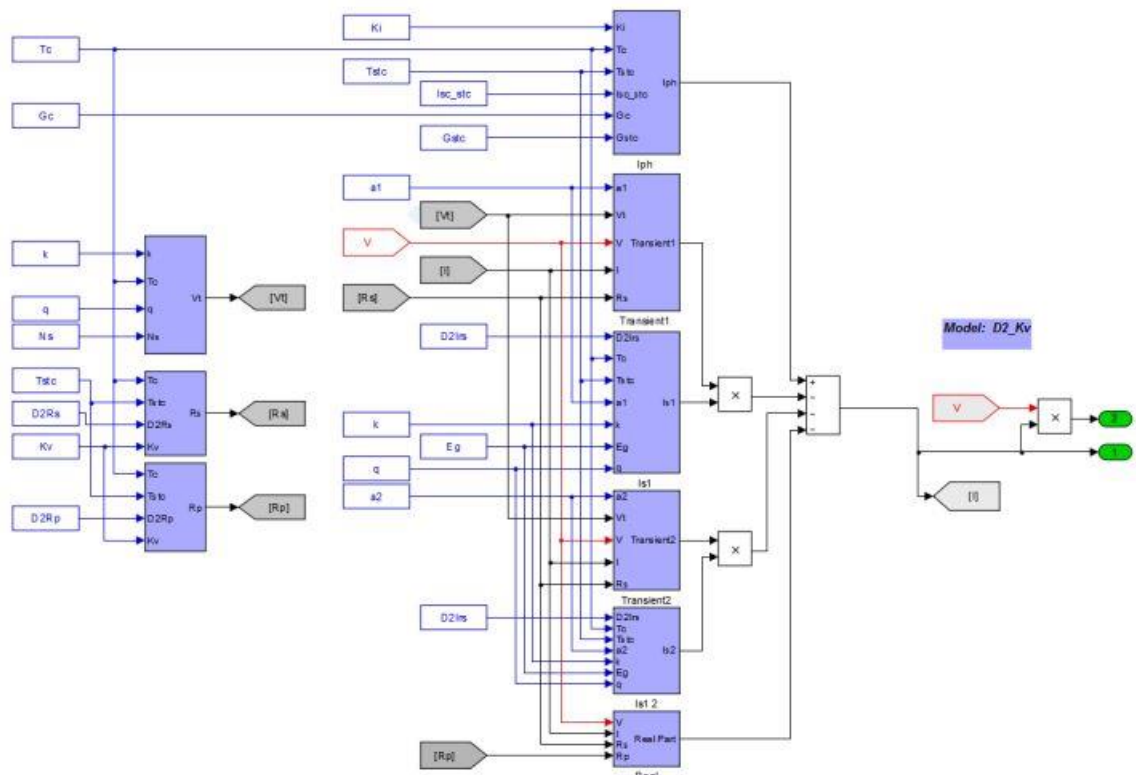 Tc
Gc
k
q
Ns
k
Tc
q
Ns
Vt
[Vt]
Tstc
D2Rs
Kv
Tc
Tstc
D2Rs
Kv
Rs
[Rs]
D2Rp
Tc
Tstc
D2Rp
Kv
Rp
[Rp]
Ki
Tstc
Isc_stc
Gstc
Ki
Tc
Tstc
Isc_stc
Gc
Gstc
Iph
Iph
a1
[Vt]
V
[I]
[Rs]
a1
Vt
V
I
Rs
Transient1
Transient1
D2Irs
k
Eg
q
D2Irs
Tc
Tstc
a1
k
Eg
q
Is1
Is1
a2
a2
Vt
V
I
Rs
Transient2
Transient2
D2Irs
D2Irs
Tc
Tstc
a2
k
Eg
q
Is2
Is1 2
[Rp]
V
I
Rs
Rp
Real Part
×
×
+
−
−
−
Model: D2_Kv
V
×
2
1
[I]